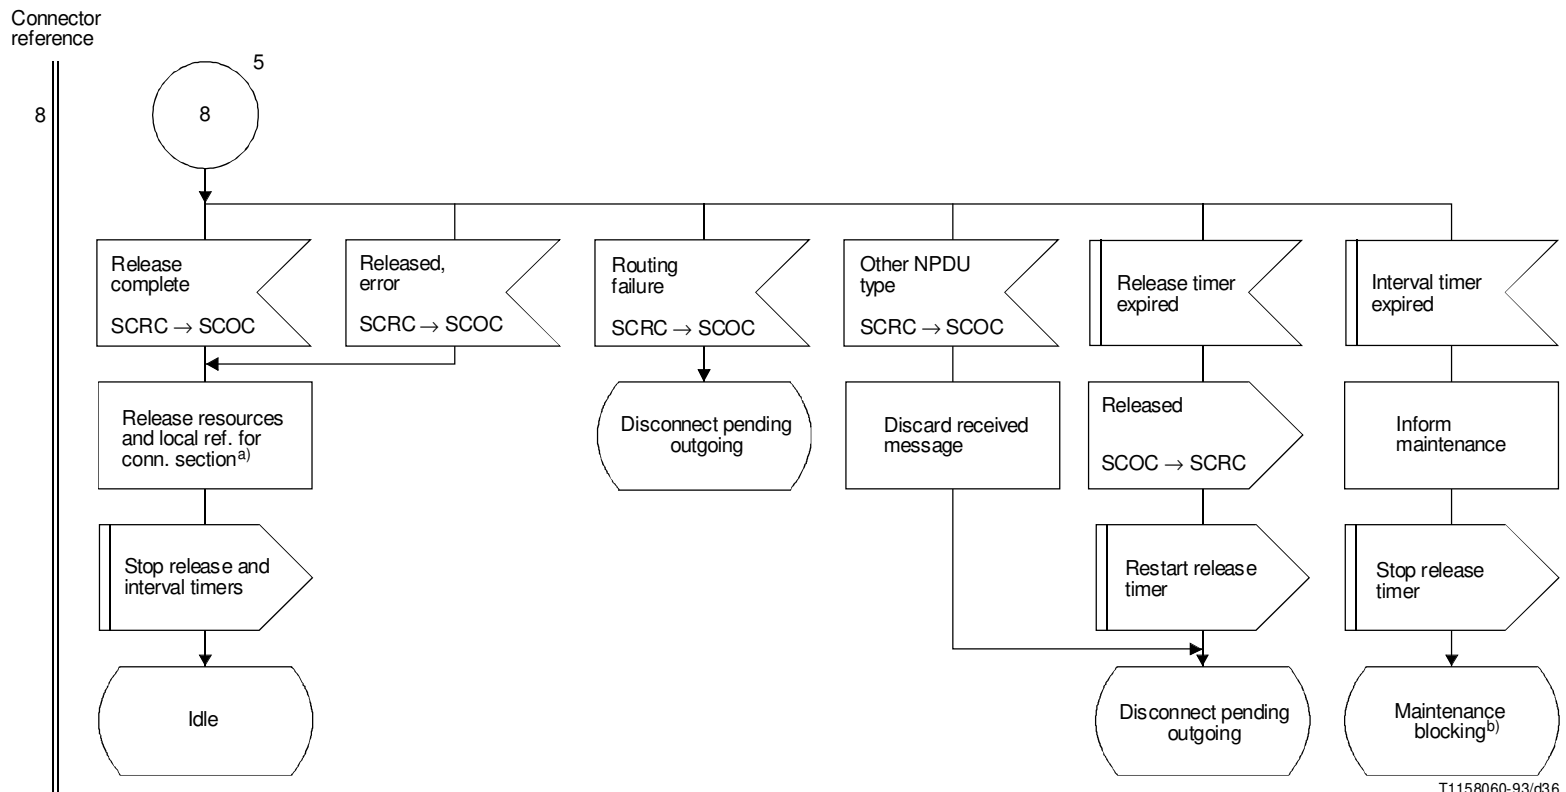 Connector
reference
5
8
8
Release
complete
SCRC → SCOC
Released,
error
SCRC → SCOC
Routing
failure
SCRC → SCOC
Other NPDU
type
SCRC → SCOC
Release timer
expired
Interval timer
expired
Release resources
and local ref. for
conn. section a)
Disconnect pending
outgoing
Discard received
message
Released
SCOC → SCRC
Inform
maintenance
Stop release and
interval timers
Restart release
timer
Stop release
timer
Idle
Disconnect pending
outgoing
Maintenance
blocking b)
T1158060-93/d36